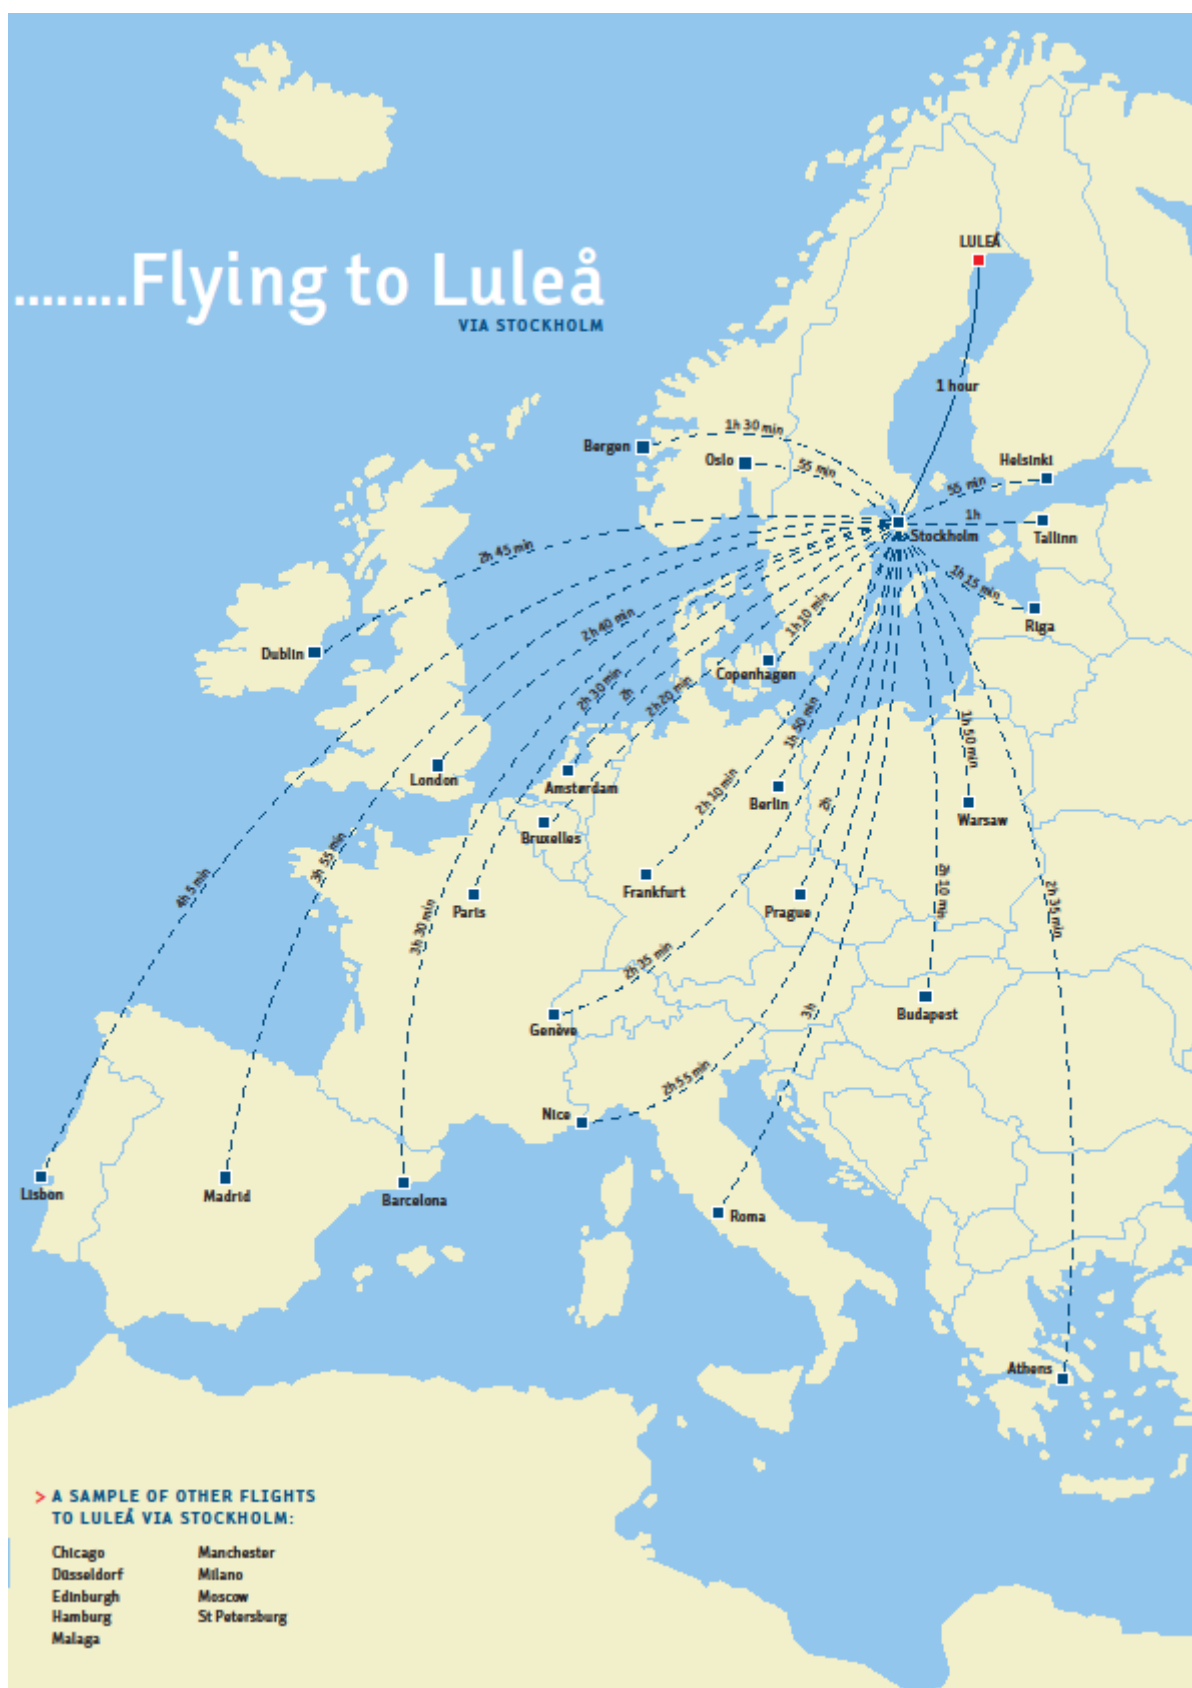 ........Flying to Luleå
VIA STOCKHOLM
LULEÅ
1 hour
Bergen
1h 30 min
Oslo
55 min
Helsinki
55 min
1h
Stockholm
Tallinn
2h 45 min
1h 15 min
Riga
Dublin
2h 40 min
1h 10 min
Copenhagen
2h 30 min
2h
2h 20 min
1h 50 min
1h 50 min
London
Amsterdam
2h 10 min
Berlin
2h
Warsaw
Bruxelles
4h 5 min
3h 55 min
Frankfurt
Paris
Prague
2h 10 min
2h 35 min
3h 30 min
2h 35 min
Genève
3h
Budapest
2h 55 min
Nice
Lisbon
Madrid
Barcelona
Roma
Athens
> A SAMPLE OF OTHER FLIGHTS
TO LULEÅ VIA STOCKHOLM:
Chicago
Düsseldorf
Edinburgh
Hamburg
Malaga
Manchester
Milano
Moscow
St Petersburg